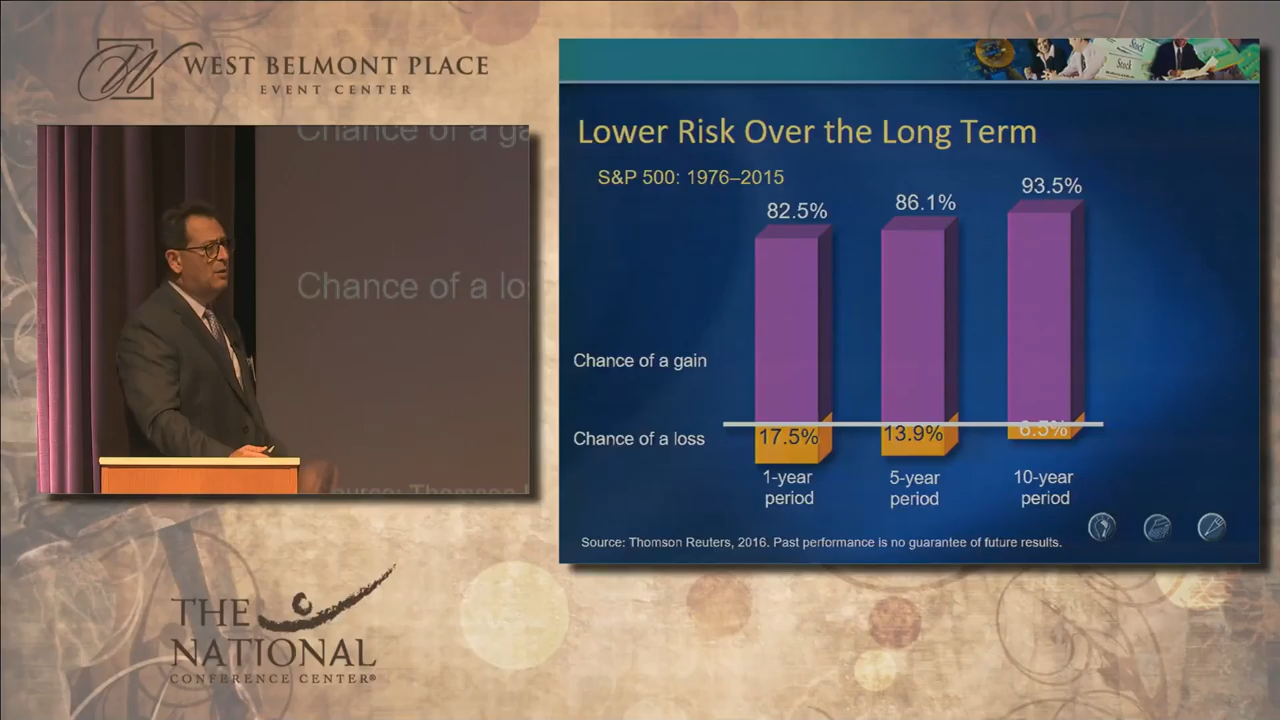 WEST BELMONT PLACE
EVENT CENTER
Chance of a ga
Chance of a lo
THE
NATIONAL
CONFERENCE CENTER®
Stock
Stock
Lower Risk Over the Long Term
S&P 500: 1976–2015
82.5%
86.1%
93.5%
Chance of a gain
Chance of a loss
17.5%
13.9%
6.5%
1-year
period
5-year
period
10-year
period
Source: Thomson Reuters, 2016. Past performance is no guarantee of future results.